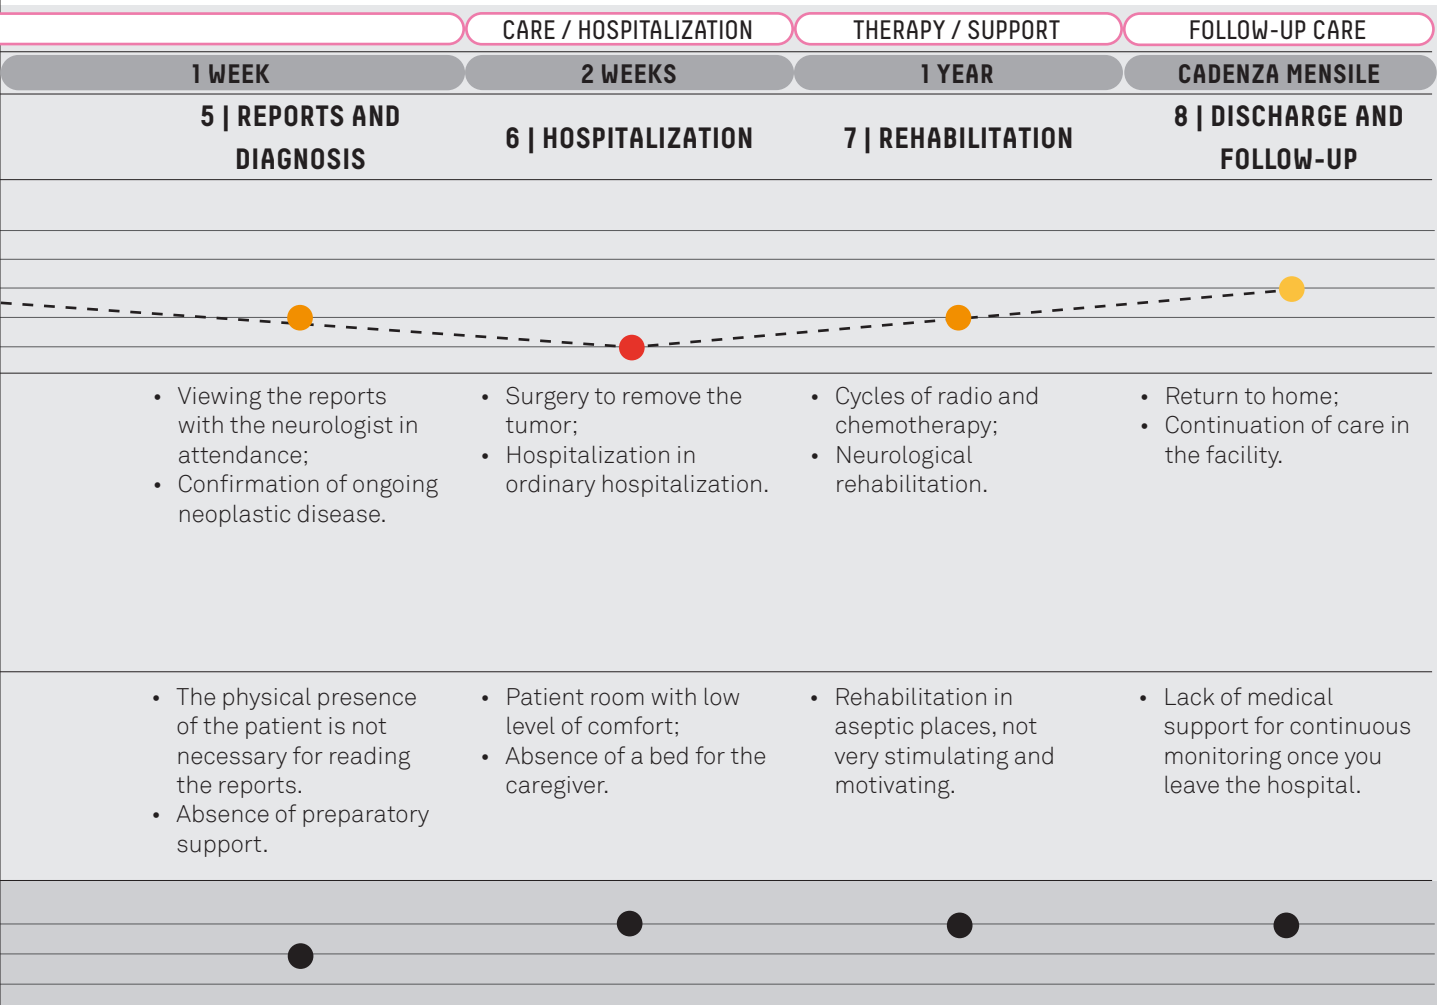 CARE / HOSPITALIZATION
THERAPY / SUPPORT
FOLLOW-UP CARE
1 WEEK
2 WEEKS
1 YEAR
CADENZA MENSILE
5 | REPORTS AND
DIAGNOSIS
6 | HOSPITALIZATION
7 | REHABILITATION
8 | DISCHARGE AND
FOLLOW-UP
• Viewing the reports
with the neurologist in
attendance;
• Confirmation of ongoing
neoplastic disease.
• Surgery to remove the
tumor;
• Hospitalization in
ordinary hospitalization.
• Cycles of radio and
chemotherapy;
• Neurological
rehabilitation.
• Return to home;
• Continuation of care in
the facility.
• The physical presence
of the patient is not
necessary for reading
the reports.
• Absence of preparatory
support.
• Patient room with low
level of comfort;
• Absence of a bed for the
caregiver.
• Rehabilitation in
aseptic places, not
very stimulating and
motivating.
• Lack of medical
support for continuous
monitoring once you
leave the hospital.